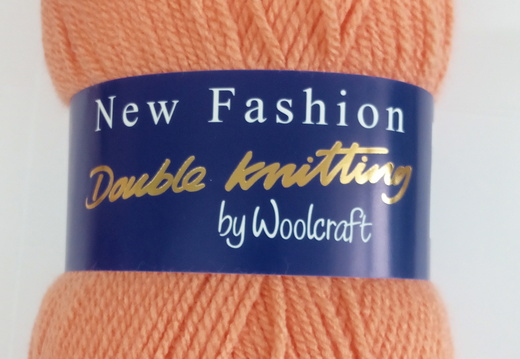 New Fashion
Double knitting
by Woolcraft